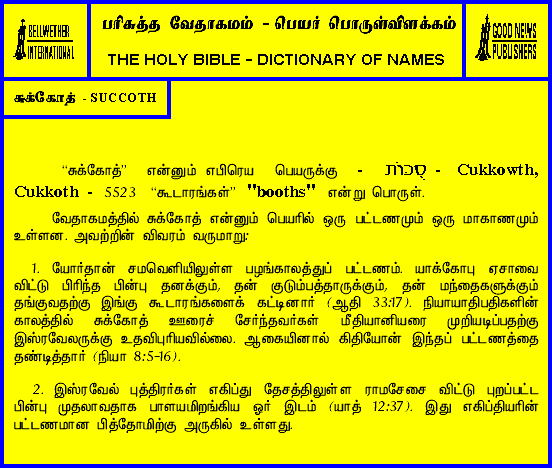 BELLWETHER
INTERNATIONAL
பரிசுத்த வேதாகமம் - பெயர் பொருள்விளக்கம்
THE HOLY BIBLE - DICTIONARY OF NAMES
GOOD NEWS
PUBLISHERS
சுக்கோத் - SUCCOTH
"சுக்கோத்" என்னும் எபிரெய பெயருக்கு - סֻכּוֹת - Cukkowth,
Cukkoth - 5523 "கூடாரங்கள்" "booths" என்று பொருள்.
வேதாகமத்தில் சுக்கோத் என்னும் பெயரில் ஒரு பட்டணமும் ஒரு மாகாணமும்
உள்ளன. அவற்றின் விவரம் வருமாறு:
1. யோர்தான் சமவெளியிலுள்ள பழங்காலத்துப் பட்டணம். யாக்கோபு ஏசாவை
விட்டு பிரிந்த பின்பு தனக்கும், தன் குடும்பத்தாருக்கும், தன் மந்தைகளுக்கும்
தங்குவதற்கு இங்கு கூடாரங்களைக் கட்டினார் (ஆதி 33:17). நியாயாதிபதிகளின்
காலத்தில் சுக்கோத் ஊரைச் சேர்ந்தவர்கள் மீதியானியரை முறியடிப்பதற்கு
இஸ்ரவேலருக்கு உதவிபுரியவில்லை. ஆகையினால் கிதியோன் இந்தப் பட்டணத்தை
தண்டித்தார் (நியா 8:5-16).
2. இஸ்ரவேல் புத்திரர்கள் எகிப்து தேசத்திலுள்ள ராமசேசை விட்டு புறப்பட்ட
பின்பு முதலாவதாக பாளயமிறங்கிய ஓர் இடம் (யாத் 12:37). இது எகிப்தியரின்
பட்டணமான பித்தோமிற்கு அருகில் உள்ளது.